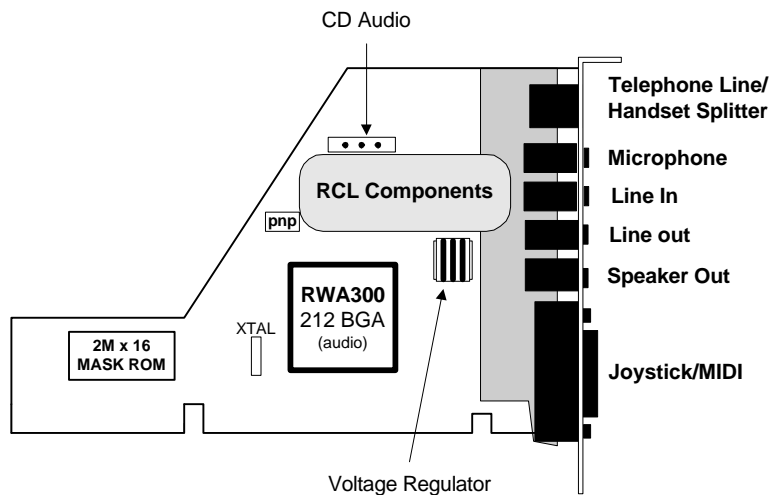 CD Audio
Telephone Line/
Handset Splitter
Microphone
RCL Components
Line In
pnp
Line out
Speaker Out
RWA300
212 BGA
(audio)
XTAL
2M x 16
MASK ROM
Joystick/MIDI
Voltage Regulator